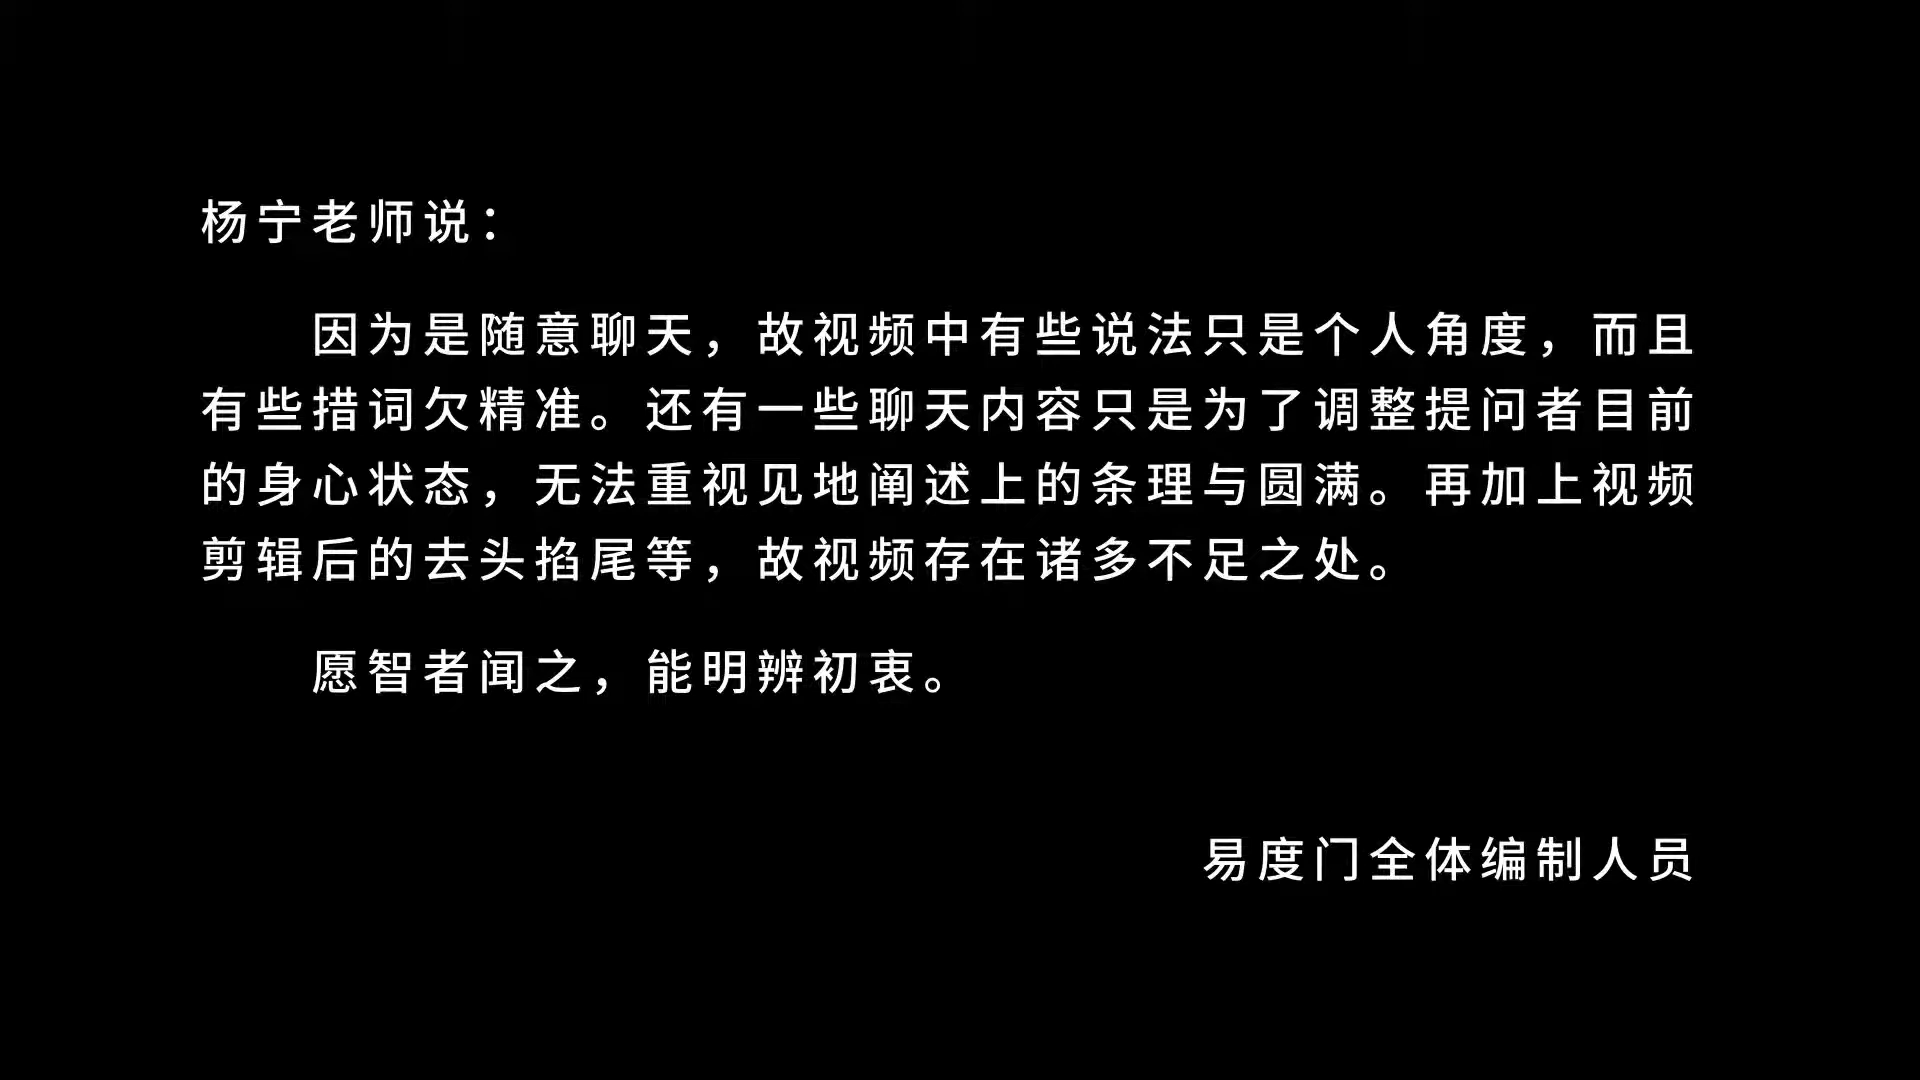 杨宁老师说：
因为是随意聊天，故视频中有些说法只是个人角度，而且
有些措词欠精准。还有一些聊天内容只是为了调整提问者目前
的身心状态，无法重视见地阐述上的条理与圆满。再加上视频
剪辑后的去头掐尾等，故视频存在诸多不足之处。
愿智者闻之，能明辨初衷。
易度门全体编制人员